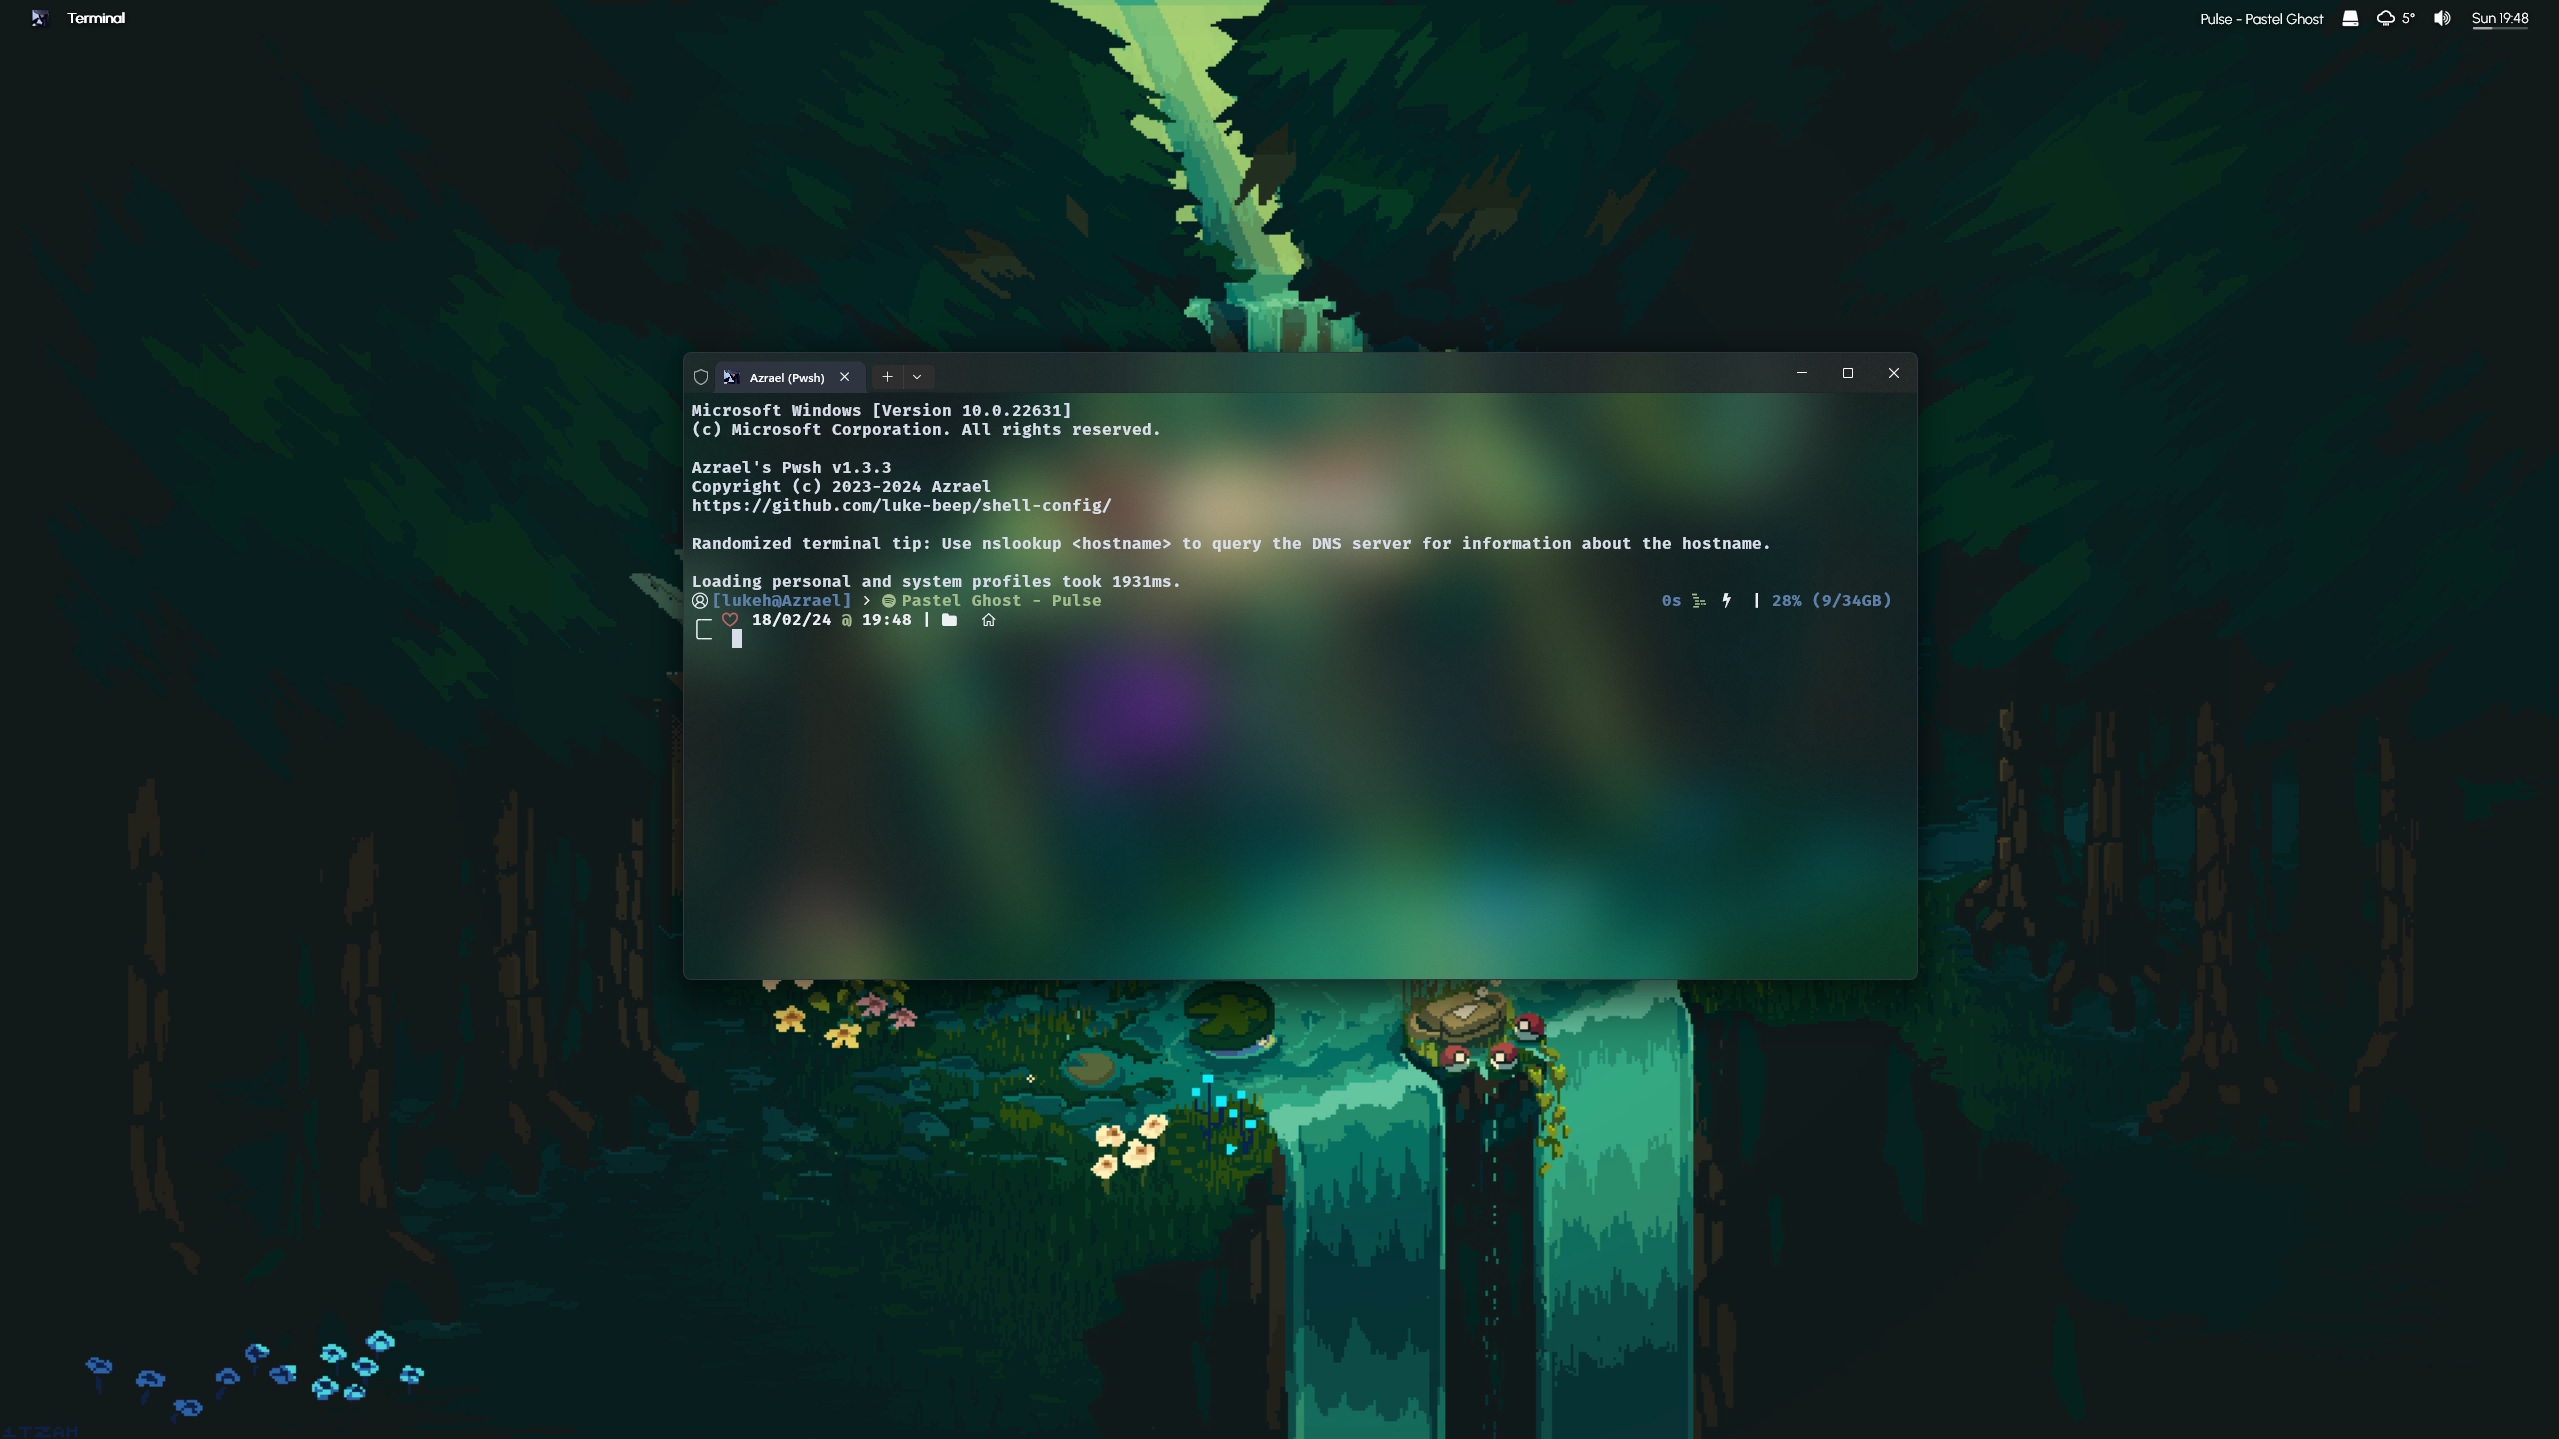 Terminal
Pulse - Pastel Ghost 5° Sun 19:48
Azrael (Pwsh)
Microsoft Windows [Version 10.0.22631]
(c) Microsoft Corporation. All rights reserved.
Azrael's Pwsh v1.3.3
Copyright (c) 2023-2024 Azrael
https://github.com/luke-beep/shell-config/
Randomized terminal tip: Use nslookup <hostname> to query the DNS server for information about the hostname.
Loading personal and system profiles took 1931ms.
[lukeh@Azrael] > Pastel Ghost - Pulse 0s | 28% (9/34GB)
18/02/24 @ 19:48 |
1TZAH